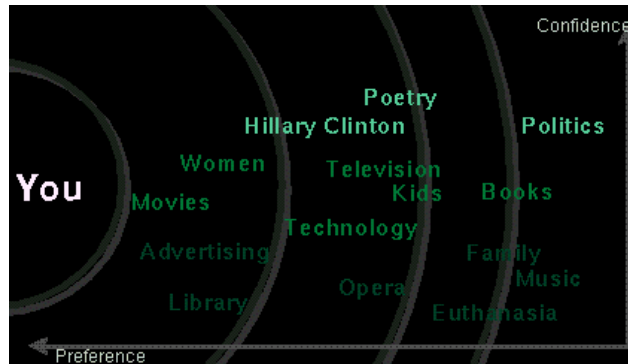 Confidence
Poetry
Hillary Clinton
Politics
Women
Television
You
Kids
Books
Movies
Technology
Advertising
Family
Music
Library
Opera
Euthanasia
Preference